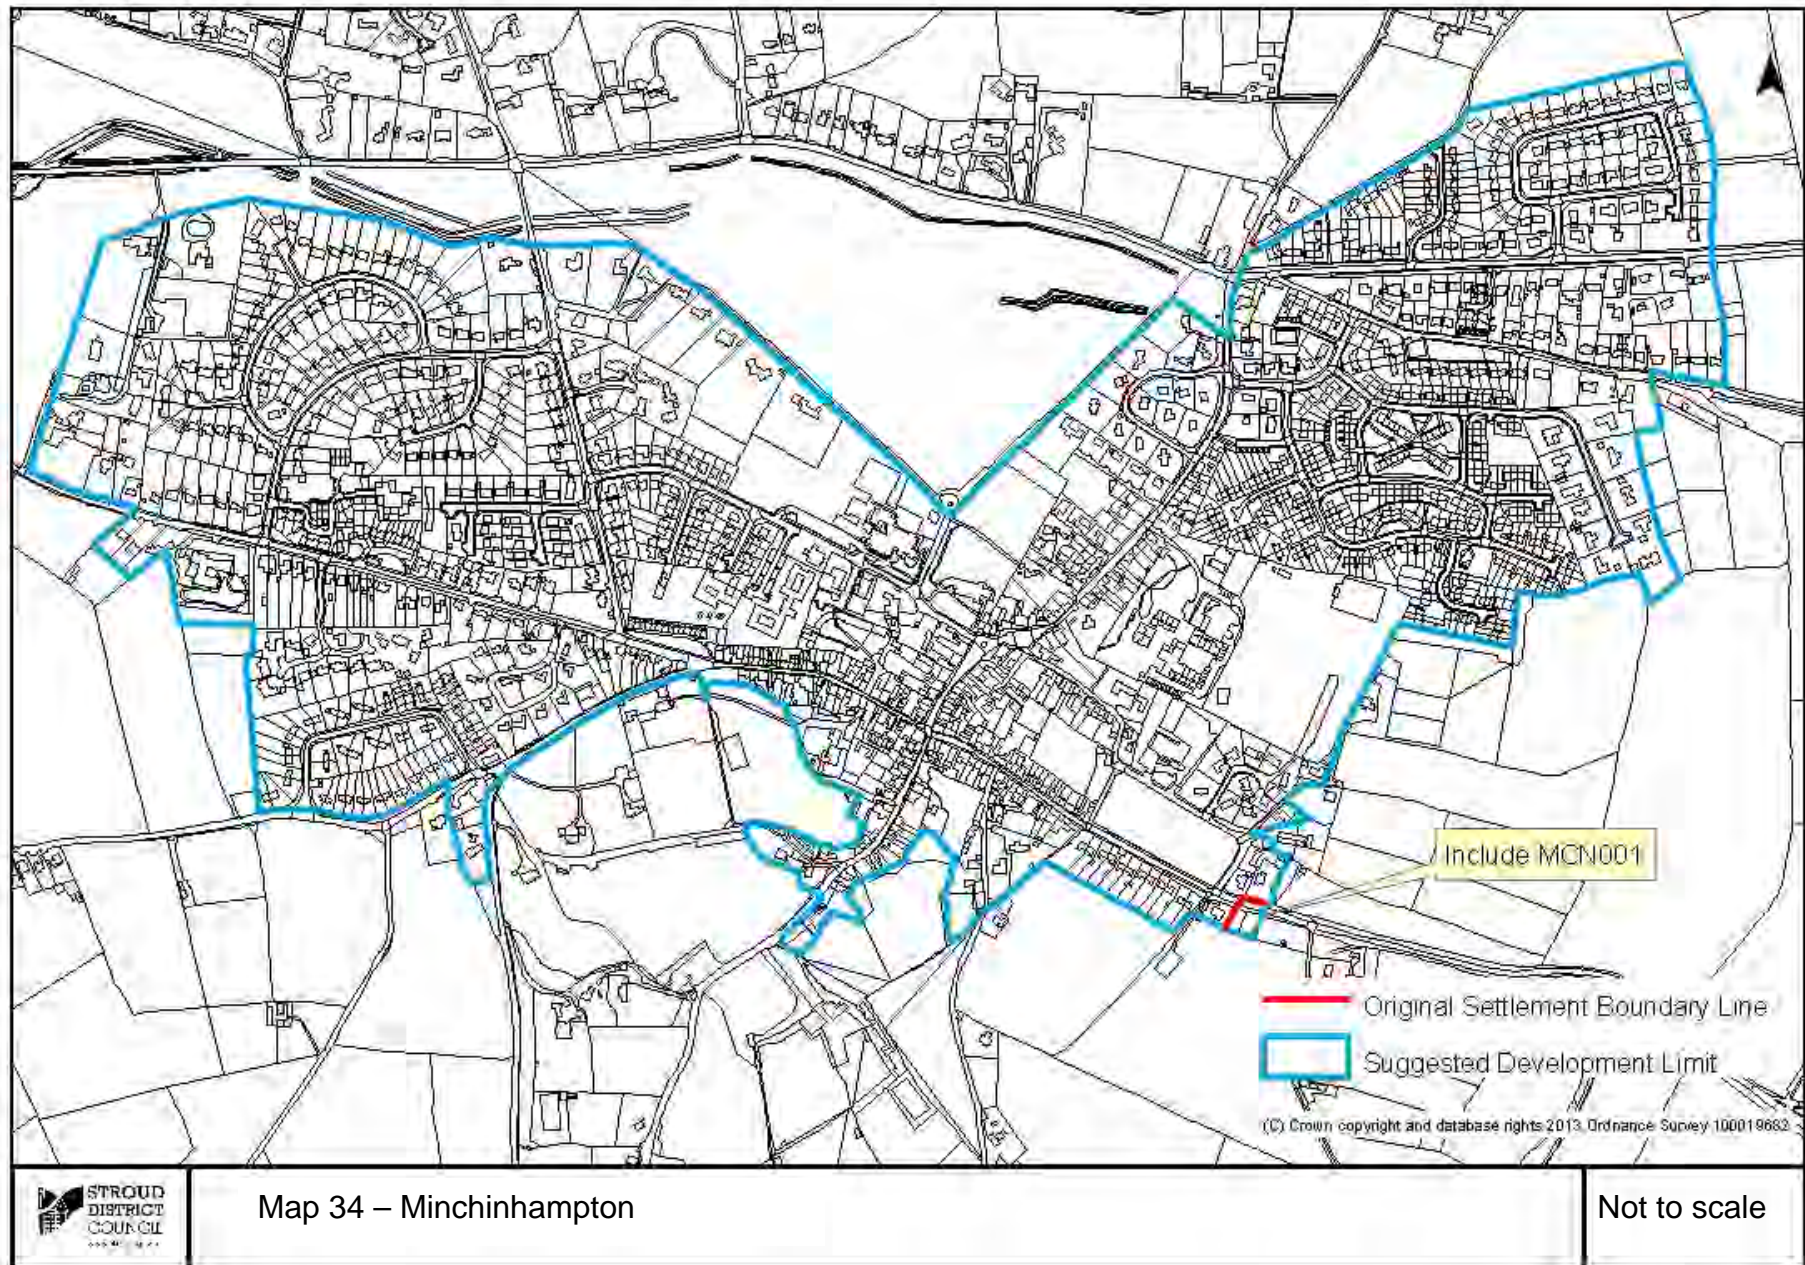 Include MCN001
Original Settlement Boundary Line
Suggested Development Limit
(C) Crown copyright and database rights 2013 Ordnance Survey 100019682
STROUD
DISTRICT
COUNCIL
Map 34 – Minchinhampton
Not to scale